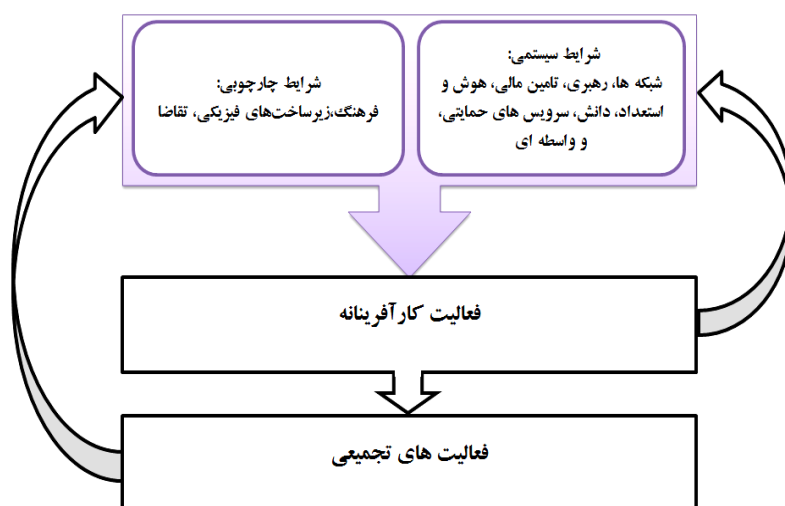 شرایط سیستمی:
شبکه ها، رهبری، تامین مالی، هوش و
استعداد، دانش، سرویس های حمایتی،
و واسطه ای
شرایط چارچوبی:
فرهنگ،زیرساخت‌های فیزیکی، تقاضا
فعالیت کارآفرینانه
فعالیت های تجمیعی